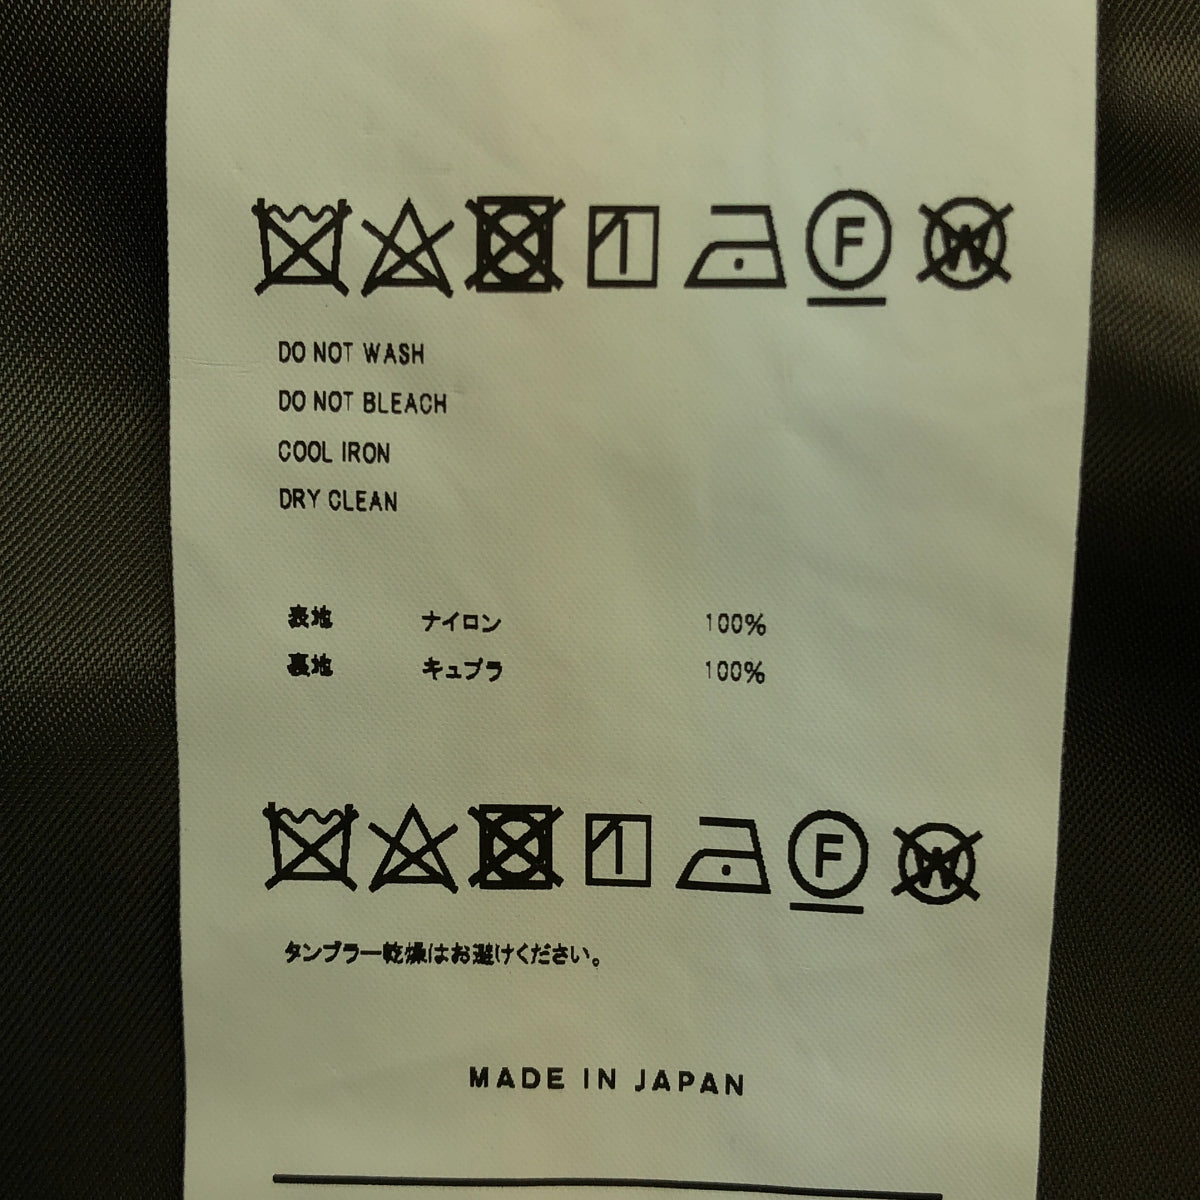 F W
DO NOT WASH
DO NOT BLEACH
COOL IRON
DRY CLEAN
表地 ナイロン 100%
裏地 キュプラ 100%
F W
タンブラー乾燥はお避けください。
MADE IN JAPAN